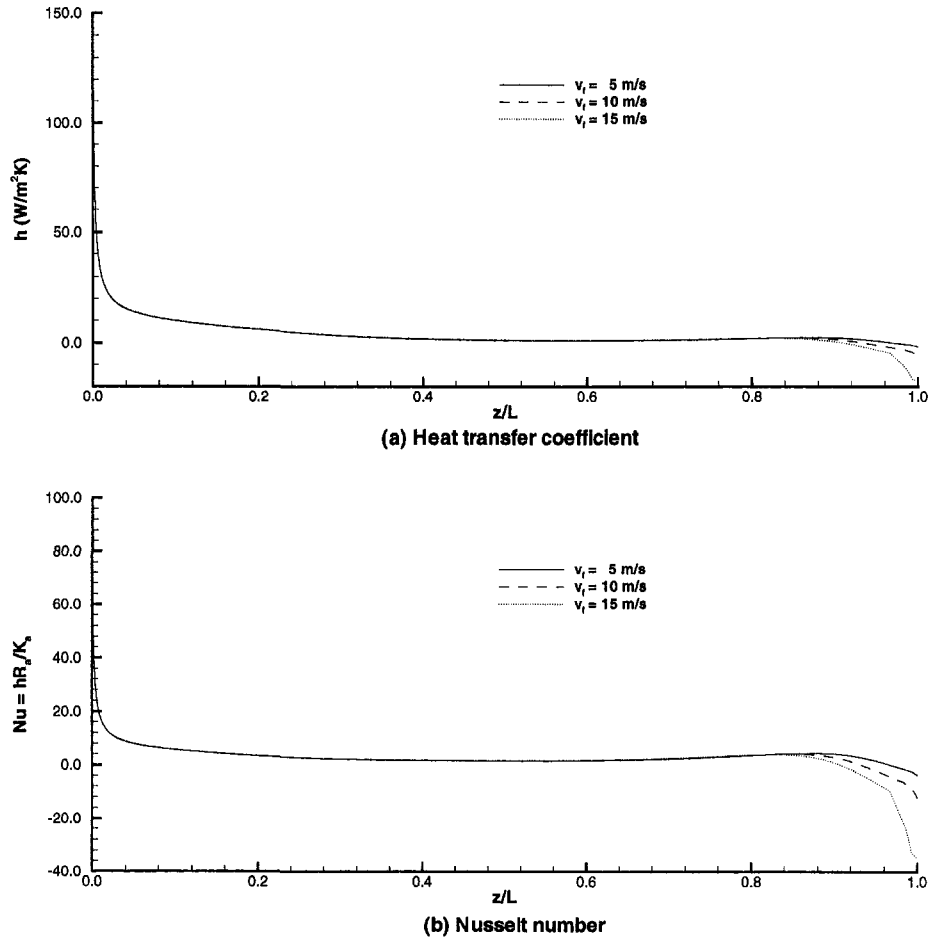 150.0
v_f = 5 m/s
v_f = 10 m/s
v_f = 15 m/s
100.0
h (W/m²K)
50.0
0.0
0.0 0.2 0.4 0.6 0.8 1.0
z/L
(a) Heat transfer coefficient
100.0
80.0
v_f = 5 m/s
v_f = 10 m/s
v_f = 15 m/s
60.0
40.0
Nu = hR_a/K_a
20.0
0.0
-20.0
-40.0
0.0 0.2 0.4 0.6 0.8 1.0
z/L
(b) Nusselt number